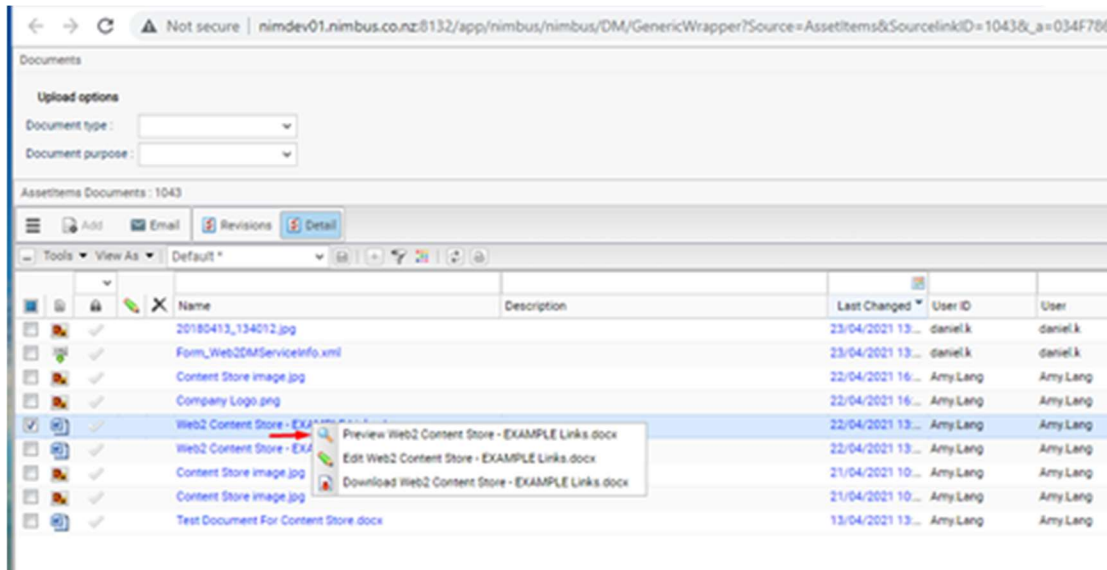 Not secure | nimdev01.nimbus.co.nz:8132/app/nimbus/nimbus/DM/GenericWrapper?Source=AssetItems&SourcelinkID=1043&_a=034F786
Documents
Upload options
Document type :
Document purpose :
AssetItems Documents : 1043
Add Email Revisions Detail
Tools View As Default *
Name Description Last Changed User ID User
20180413_134012.jpg 23/04/2021 13:... daniel.k daniel.k
Form_Web2DMServiceInfo.xml 23/04/2021 13:... daniel.k daniel.k
Content Store image.jpg 22/04/2021 16:... Amy.Lang Amy.Lang
Company Logo.png 22/04/2021 16:... Amy.Lang Amy.Lang
Web2 Content Store - 22/04/2021 13:... Amy.Lang Amy.Lang
Preview Web2 Content Store - EXAMPLE Links.docx
Web2 Content Store - EXA 22/04/2021 13:... Amy.Lang Amy.Lang
Edit Web2 Content Store - EXAMPLE Links.docx
Content Store image.jpg 21/04/2021 10:... Amy.Lang Amy.Lang
Download Web2 Content Store - EXAMPLE Links.docx
Content Store image.jpg 21/04/2021 10:... Amy.Lang Amy.Lang
Test Document For Content Store.docx 13/04/2021 13:... Amy.Lang Amy.Lang